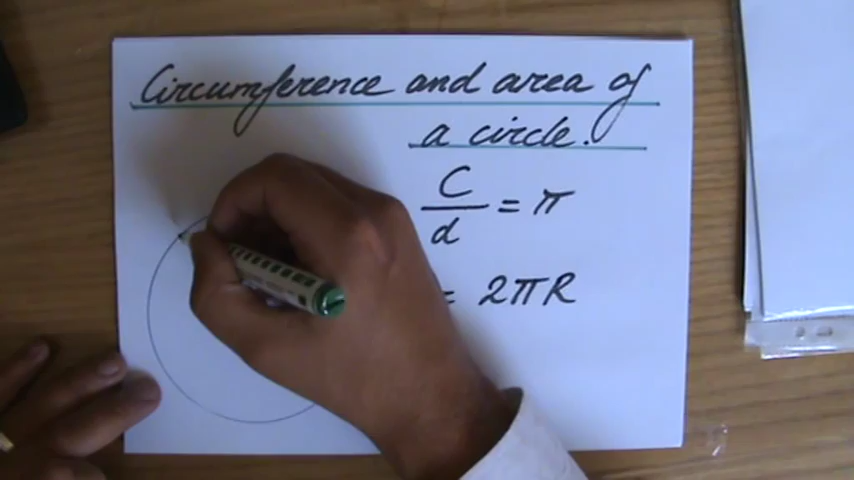 Circumference and area of
a circle.
C
d
= π
= 2πR